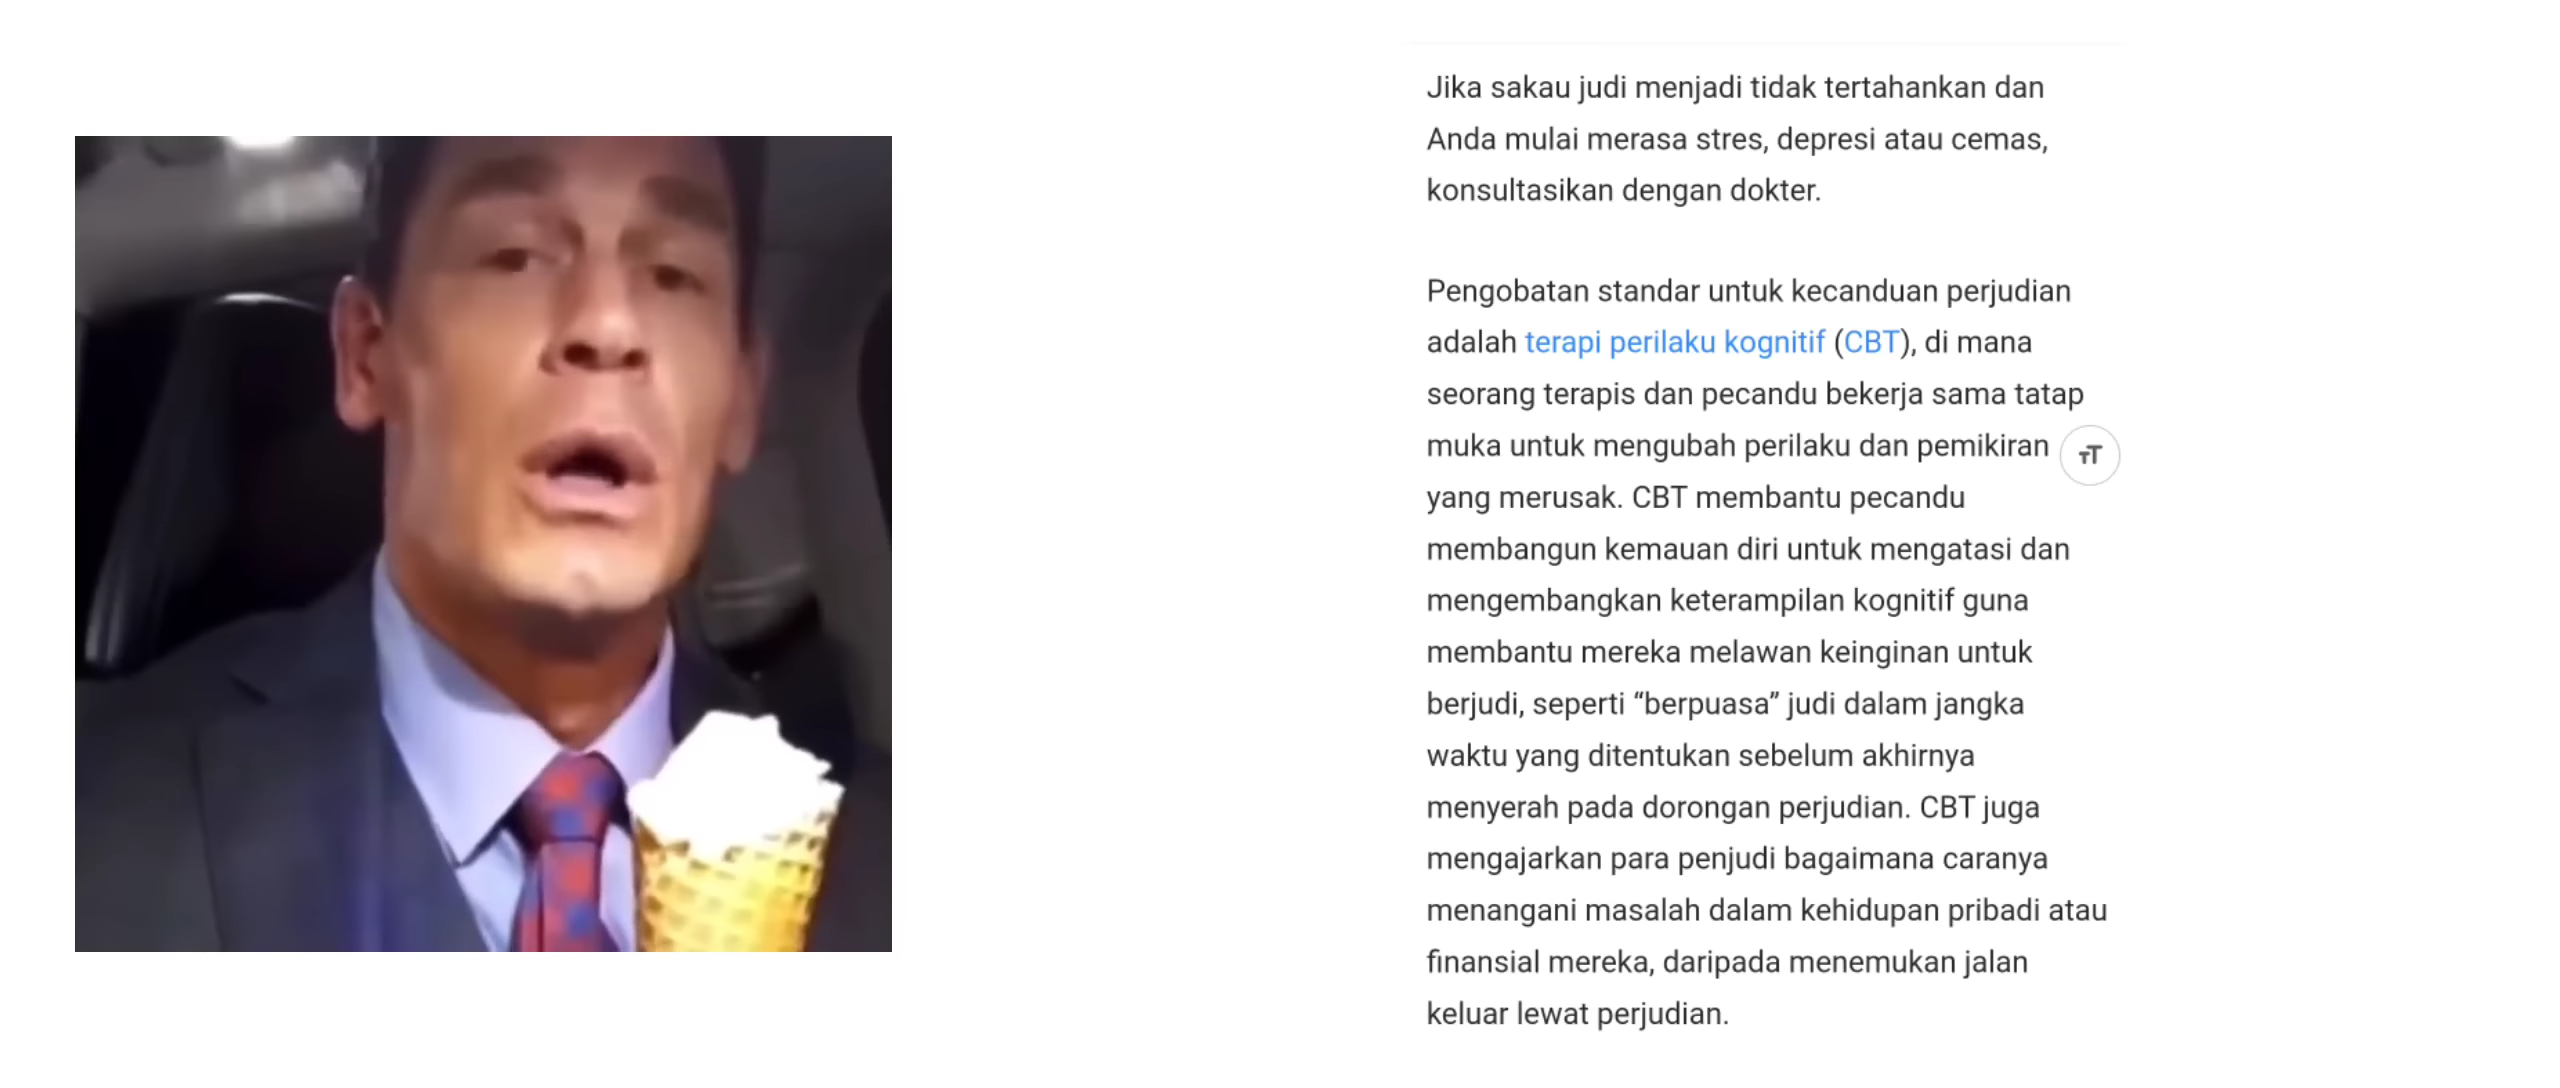 Jika sakau judi menjadi tidak tertahankan dan
Anda mulai merasa stres, depresi atau cemas,
konsultasikan dengan dokter.
Pengobatan standar untuk kecanduan perjudian
adalah terapi perilaku kognitif (CBT), di mana
seorang terapis dan pecandu bekerja sama tatap
muka untuk mengubah perilaku dan pemikiran
yang merusak. CBT membantu pecandu
membangun kemauan diri untuk mengatasi dan
mengembangkan keterampilan kognitif guna
membantu mereka melawan keinginan untuk
berjudi, seperti “berpuasa” judi dalam jangka
waktu yang ditentukan sebelum akhirnya
menyerah pada dorongan perjudian. CBT juga
mengajarkan para penjudi bagaimana caranya
menangani masalah dalam kehidupan pribadi atau
finansial mereka, daripada menemukan jalan
keluar lewat perjudian.
TT